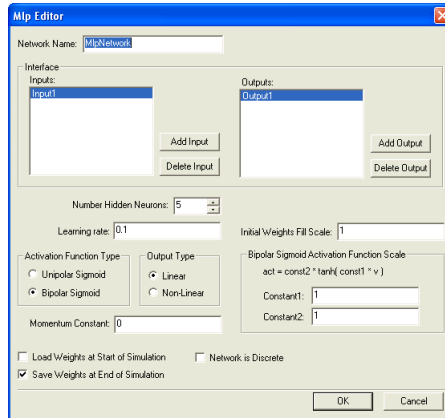 Mlp Editor
Network Name: MlpNetwork
Interface
Inputs: Outputs:
Input1 Output1
Add Input Add Output
Delete Input Delete Output
Number Hidden Neurons: 5
Learning rate: 0.1 Initial Weights Fill Scale: 1
Activation Function Type Output Type Bipolar Sigmoid Activation Function Scale
act = const2 * tanh( const1 * v )
Unipolar Sigmoid Linear
Bipolar Sigmoid Non-Linear Constant1: 1
Constant2: 1
Momentum Constant: 0
Load Weights at Start of Simulation Network is Discrete
Save Weights at End of Simulation
OK Cancel